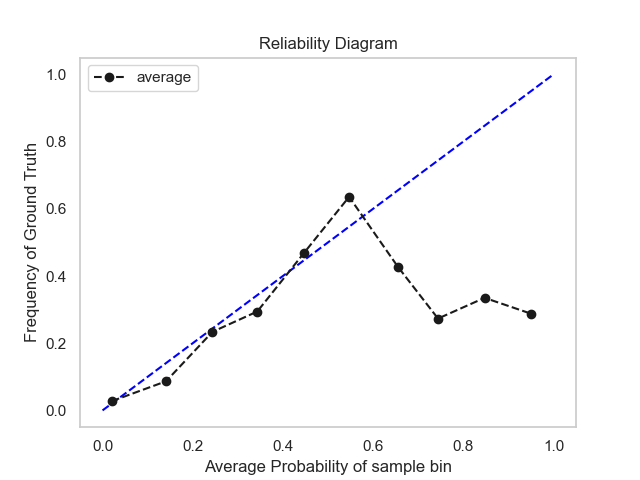 Reliability Diagram
average
1.0
0.8
0.6
0.4
0.2
0.0
Frequency of Ground Truth
0.0 0.2 0.4 0.6 0.8 1.0
Average Probability of sample bin